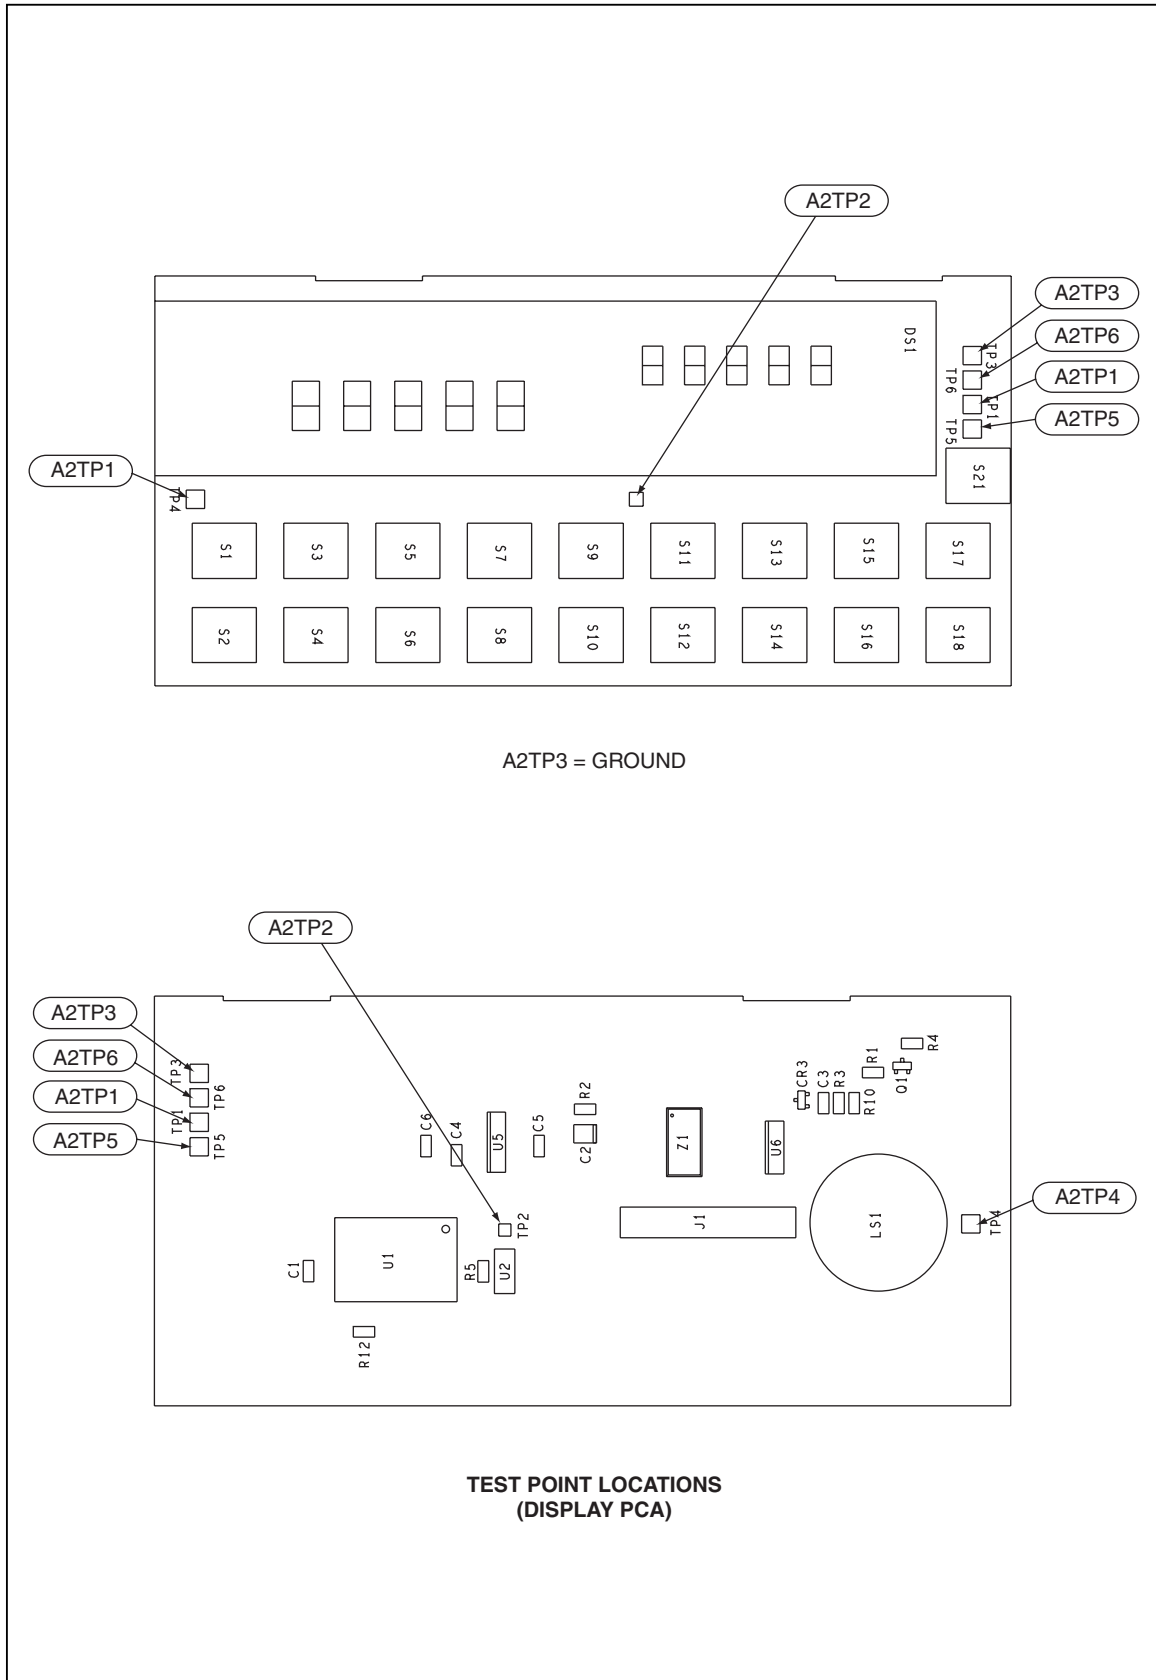 A2TP2
A2TP3
A2TP6
A2TP1
A2TP5
A2TP1
DS1
TP3
TP6
TP1
TP5
TP4
S21
S1 S3 S5 S7 S9 S11 S13 S15 S17
S2 S4 S6 S8 S10 S12 S14 S16 S18
A2TP3 = GROUND
A2TP2
A2TP3
A2TP6
A2TP1
A2TP5
A2TP4
TP3
TP6
TP1
TP5
C6
C4
U5
C5
R2
C2
Z1
U6
CR3
C3
R3
R10
R1
Q1
R4
TP2
J1
LS1
TP4
C1
U1
R5
U2
R12
TEST POINT LOCATIONS
(DISPLAY PCA)